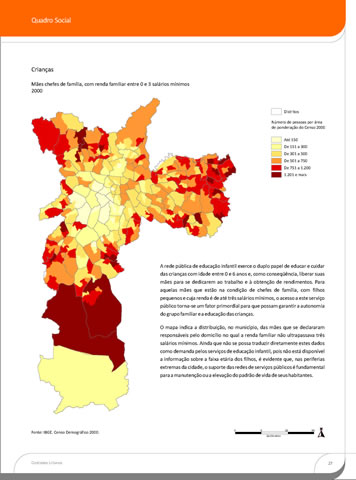 Quadro Social
Crianças
Mães chefes de família, com renda familiar entre 0 e 3 salários mínimos
2000
Distritos
Número de pessoas por área
de ponderação do Censo 2000
Até 150
De 151 a 300
De 301 a 500
De 501 a 750
De 751 a 1.200
1.201 e mais
A rede pública de educação infantil exerce o duplo papel de educar e cuidar
das crianças com idade entre 0 e 6 anos e, como conseqüência, liberar suas
mães para se dedicarem ao trabalho e à obtenção de rendimentos. Para
aquelas mães que estão na condição de chefes de família, com filhos
pequenos e cuja renda é de até três salários mínimos, o acesso a este serviço
público torna-se um fator primordial para que possam garantir a autonomia
do grupo familiar e a educação das crianças.
O mapa indica a distribuição, no município, das mães que se declararam
responsáveis pelo domicílio no qual a renda familiar não ultrapassava três
salários mínimos. Ainda que não se possa traduzir diretamente estes dados
como demanda pelos serviços de educação infantil, pois não está disponível
a informação sobre a faixa etária dos filhos, é evidente que, nas periferias
extremas da cidade, o suporte das redes de serviços públicos é fundamental
para a manutenção ou a elevação do padrão de vida de seus habitantes.
Fonte: IBGE. Censo Demográfico 2000.
27